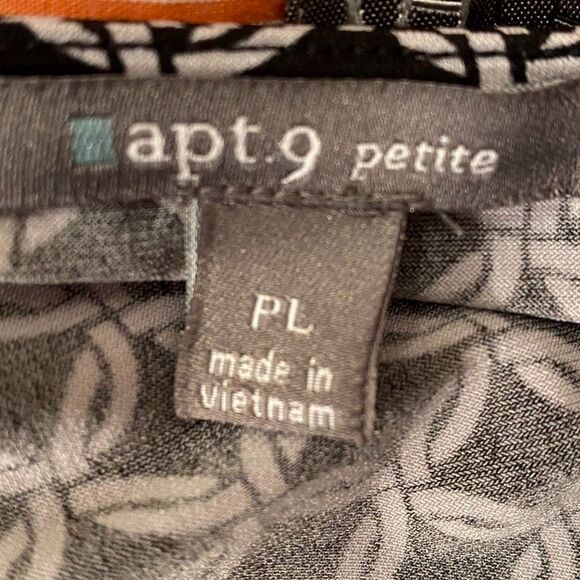 apt.9 petite
PL
made in
vietnam